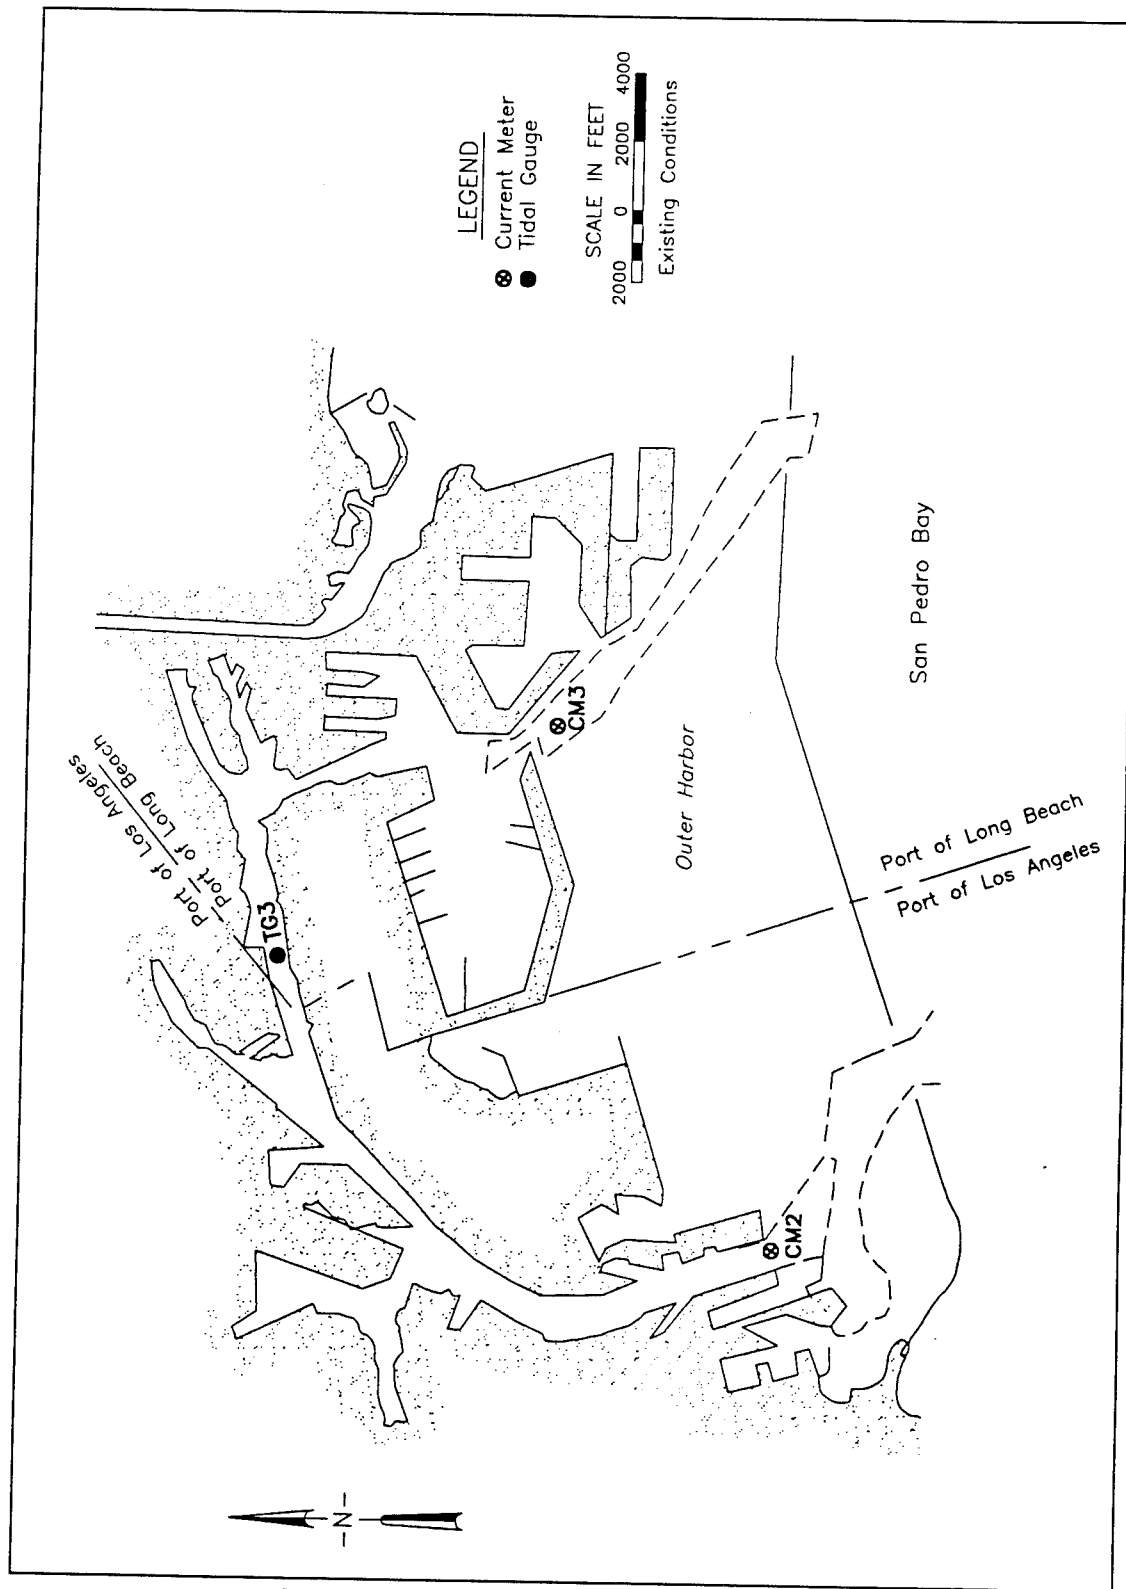 LEGEND
⊗ Current Meter
● Tidal Gauge
SCALE IN FEET
2000 0 2000 4000
Existing Conditions
Port of Los Angeles
Port of Long Beach
TG3
CM3
CM2
Outer Harbor
San Pedro Bay
Port of Long Beach
Port of Los Angeles
-N-